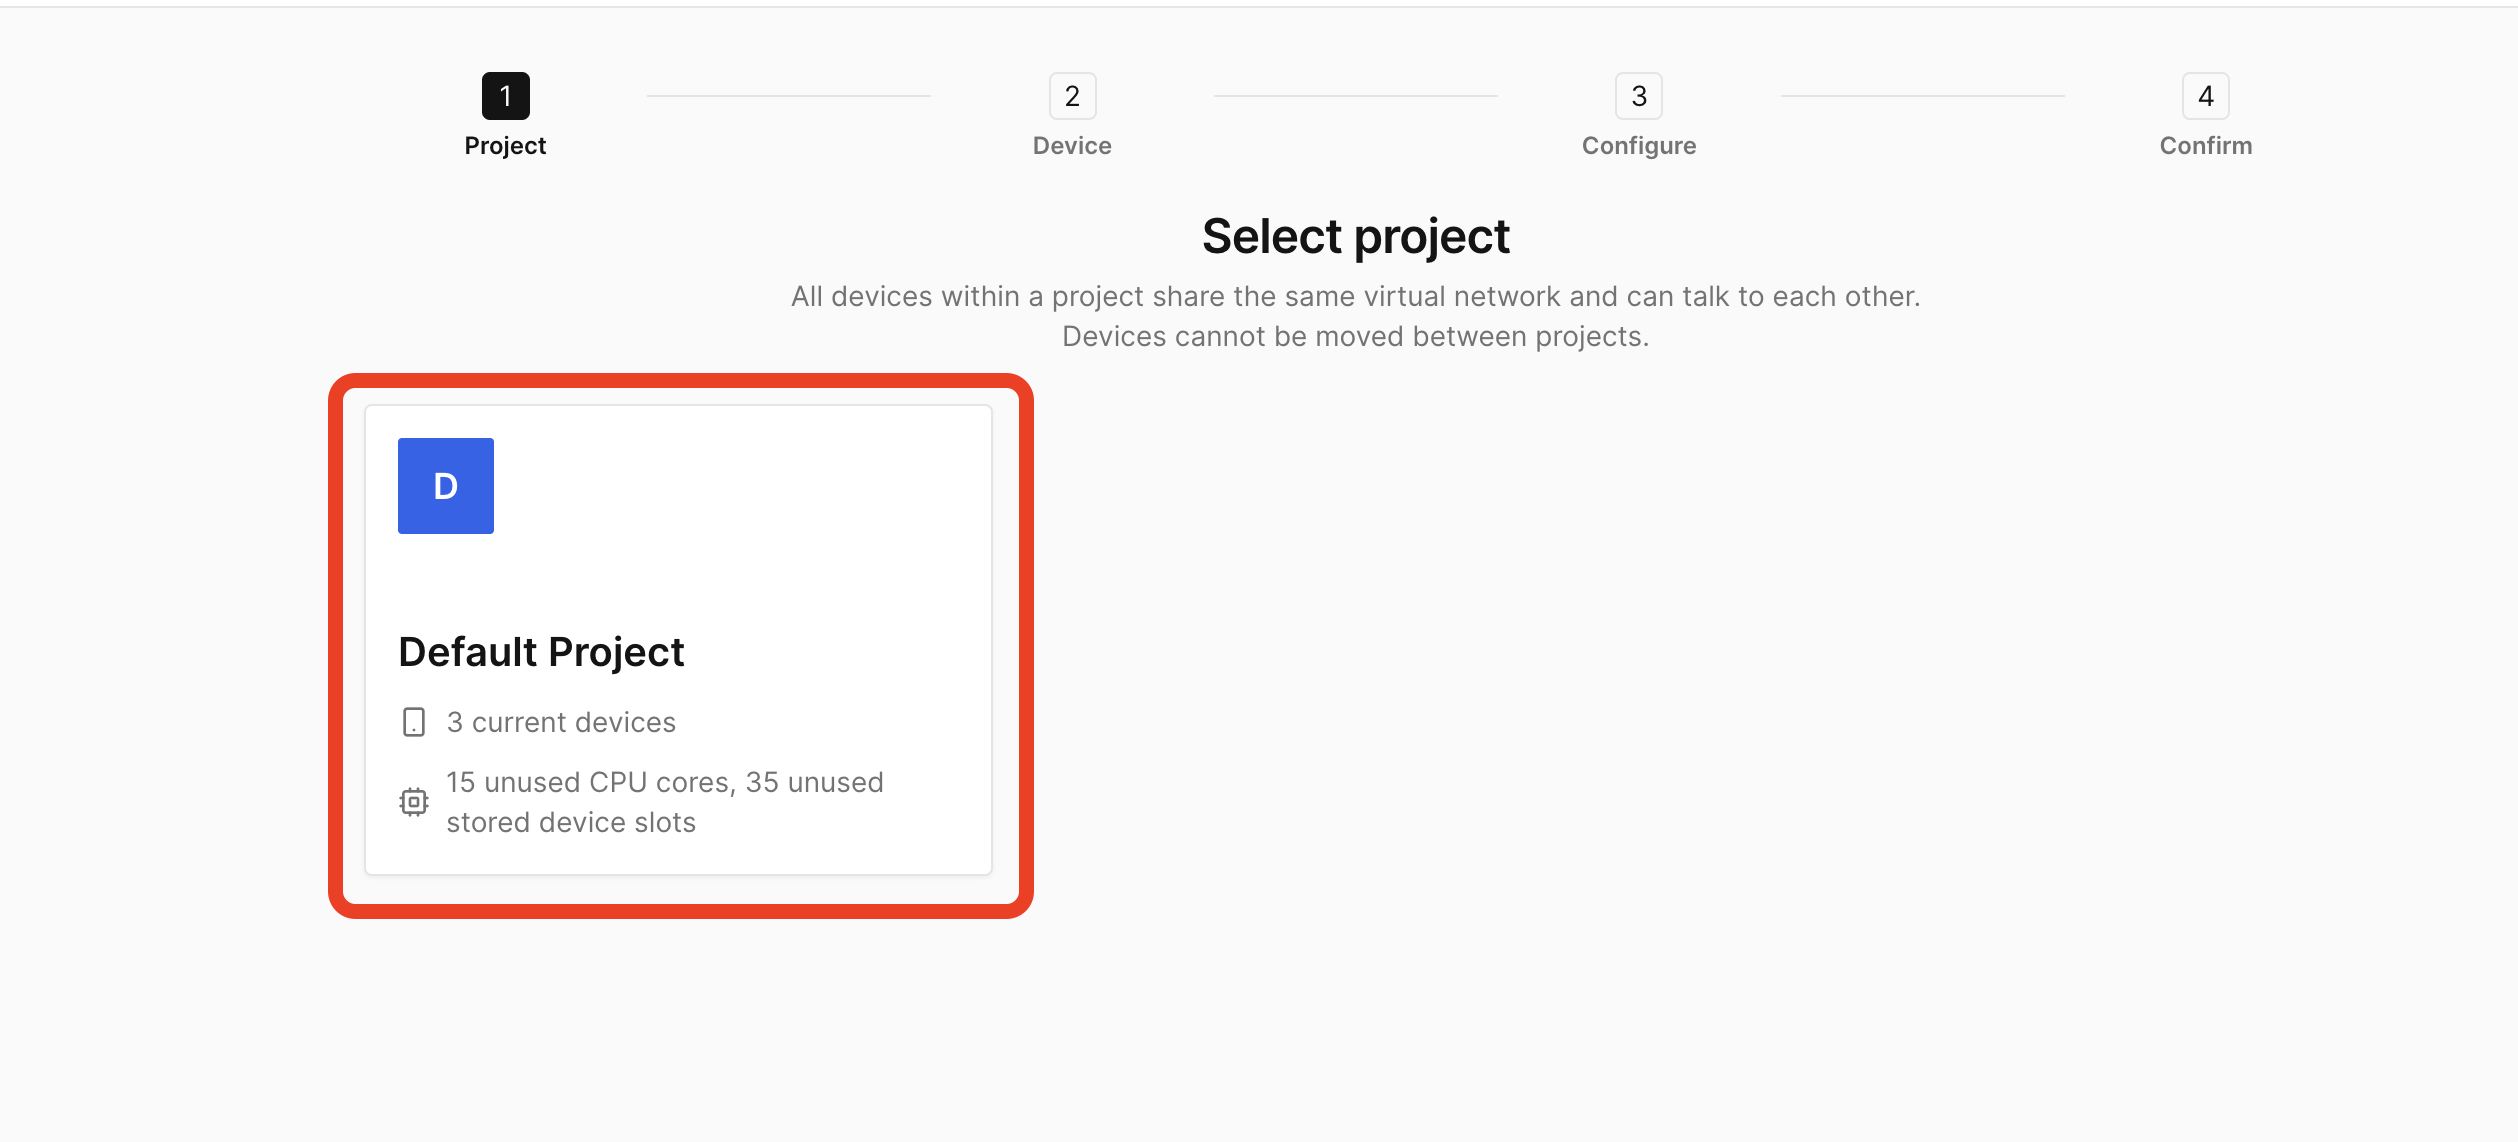 1
Project
2
Device
3
Configure
4
Confirm
Select project
All devices within a project share the same virtual network and can talk to each other.
Devices cannot be moved between projects.
D
Default Project
3 current devices
15 unused CPU cores, 35 unused
stored device slots